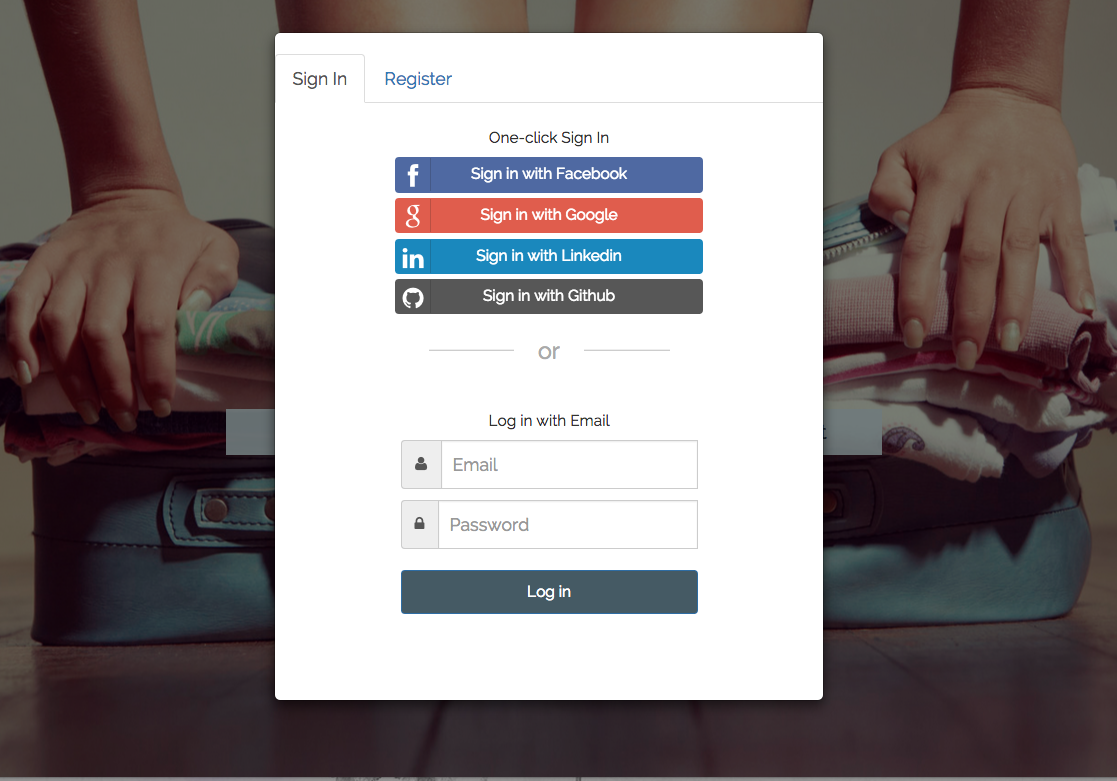 Sign In
Register
One-click Sign In
Sign in with Facebook
Sign in with Google
Sign in with Linkedin
Sign in with Github
or
Log in with Email
Email
Password
Log in